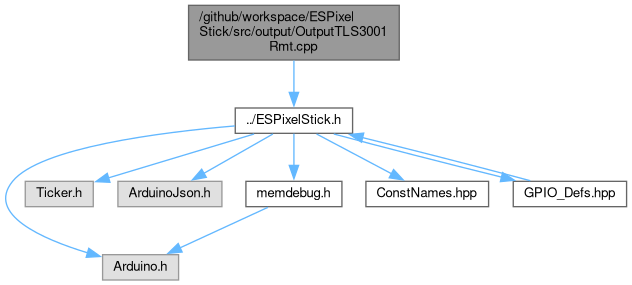 /github/workspace/ESPixel
Stick/src/output/OutputTLS3001
Rmt.cpp
../ESPixelStick.h
Ticker.h
ArduinoJson.h
memdebug.h
ConstNames.hpp
GPIO_Defs.hpp
Arduino.h